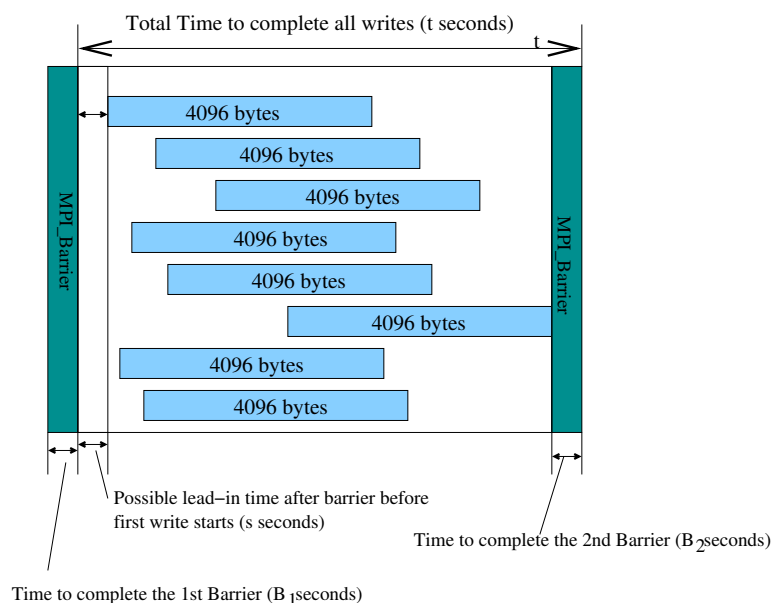 Total Time to complete all writes (t seconds)
t
4096 bytes
4096 bytes
4096 bytes
4096 bytes
4096 bytes
4096 bytes
4096 bytes
4096 bytes
MPI_Barrier
MPI_Barrier
Possible lead−in time after barrier before
first write starts (s seconds)
Time to complete the 2nd Barrier (B2seconds)
Time to complete the 1st Barrier (B1seconds)